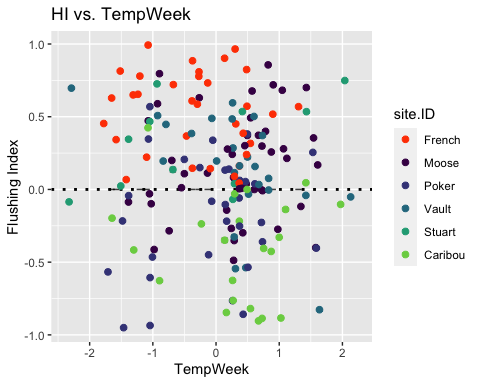 HI vs. TempWeek
Flushing Index
1.0
0.5
0.0
-0.5
-1.0
-2
-1
0
1
2
TempWeek
site.ID
French
Moose
Poker
Vault
Stuart
Caribou